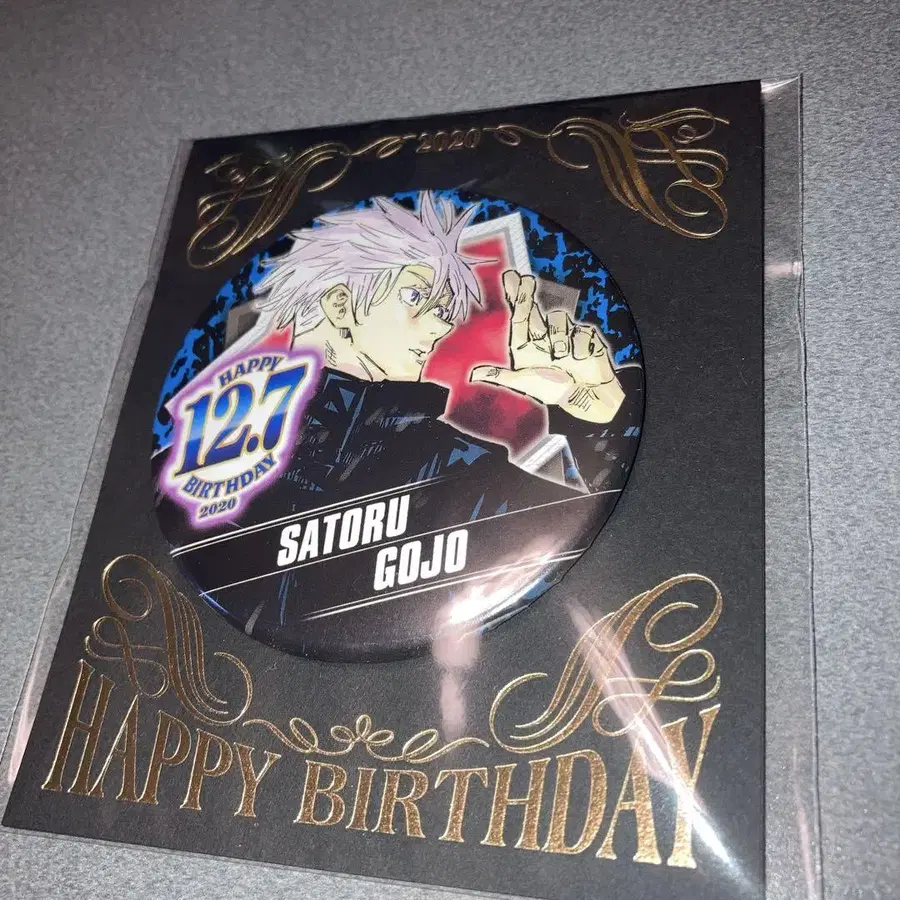 2020
HAPPY
12.7
BIRTHDAY
2020
SATORU
GOJO
HAPPY BIRTHDAY